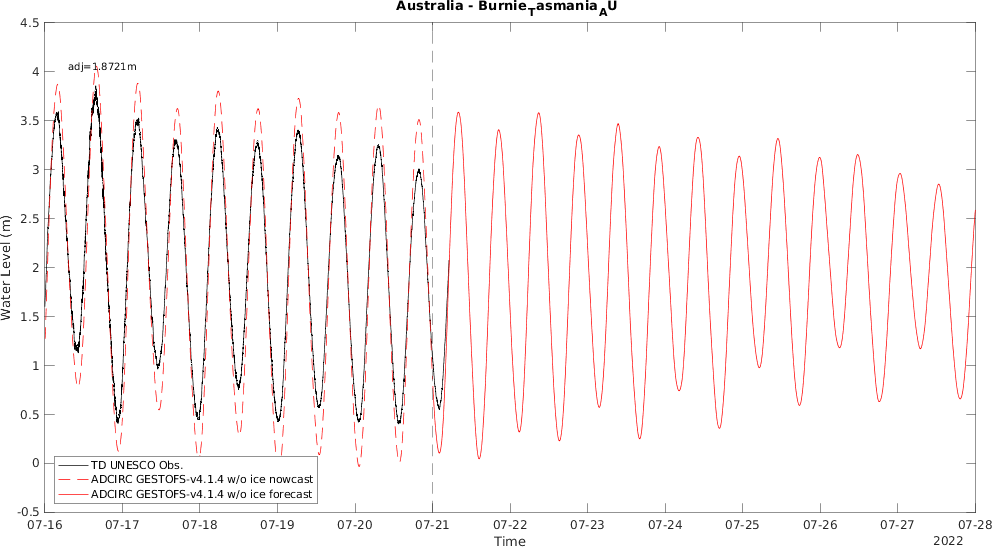 Australia - BurnieTasmaniaAU
adj=1.8721m
4.5
4
3.5
3
2.5
2
1.5
1
0.5
0
-0.5
Water Level (m)
TD UNESCO Obs.
ADCIRC GESTOFS-v4.1.4 w/o ice nowcast
ADCIRC GESTOFS-v4.1.4 w/o ice forecast
07-16 07-17 07-18 07-19 07-20 07-21 07-22 07-23 07-24 07-25 07-26 07-27 07-28
Time
2022